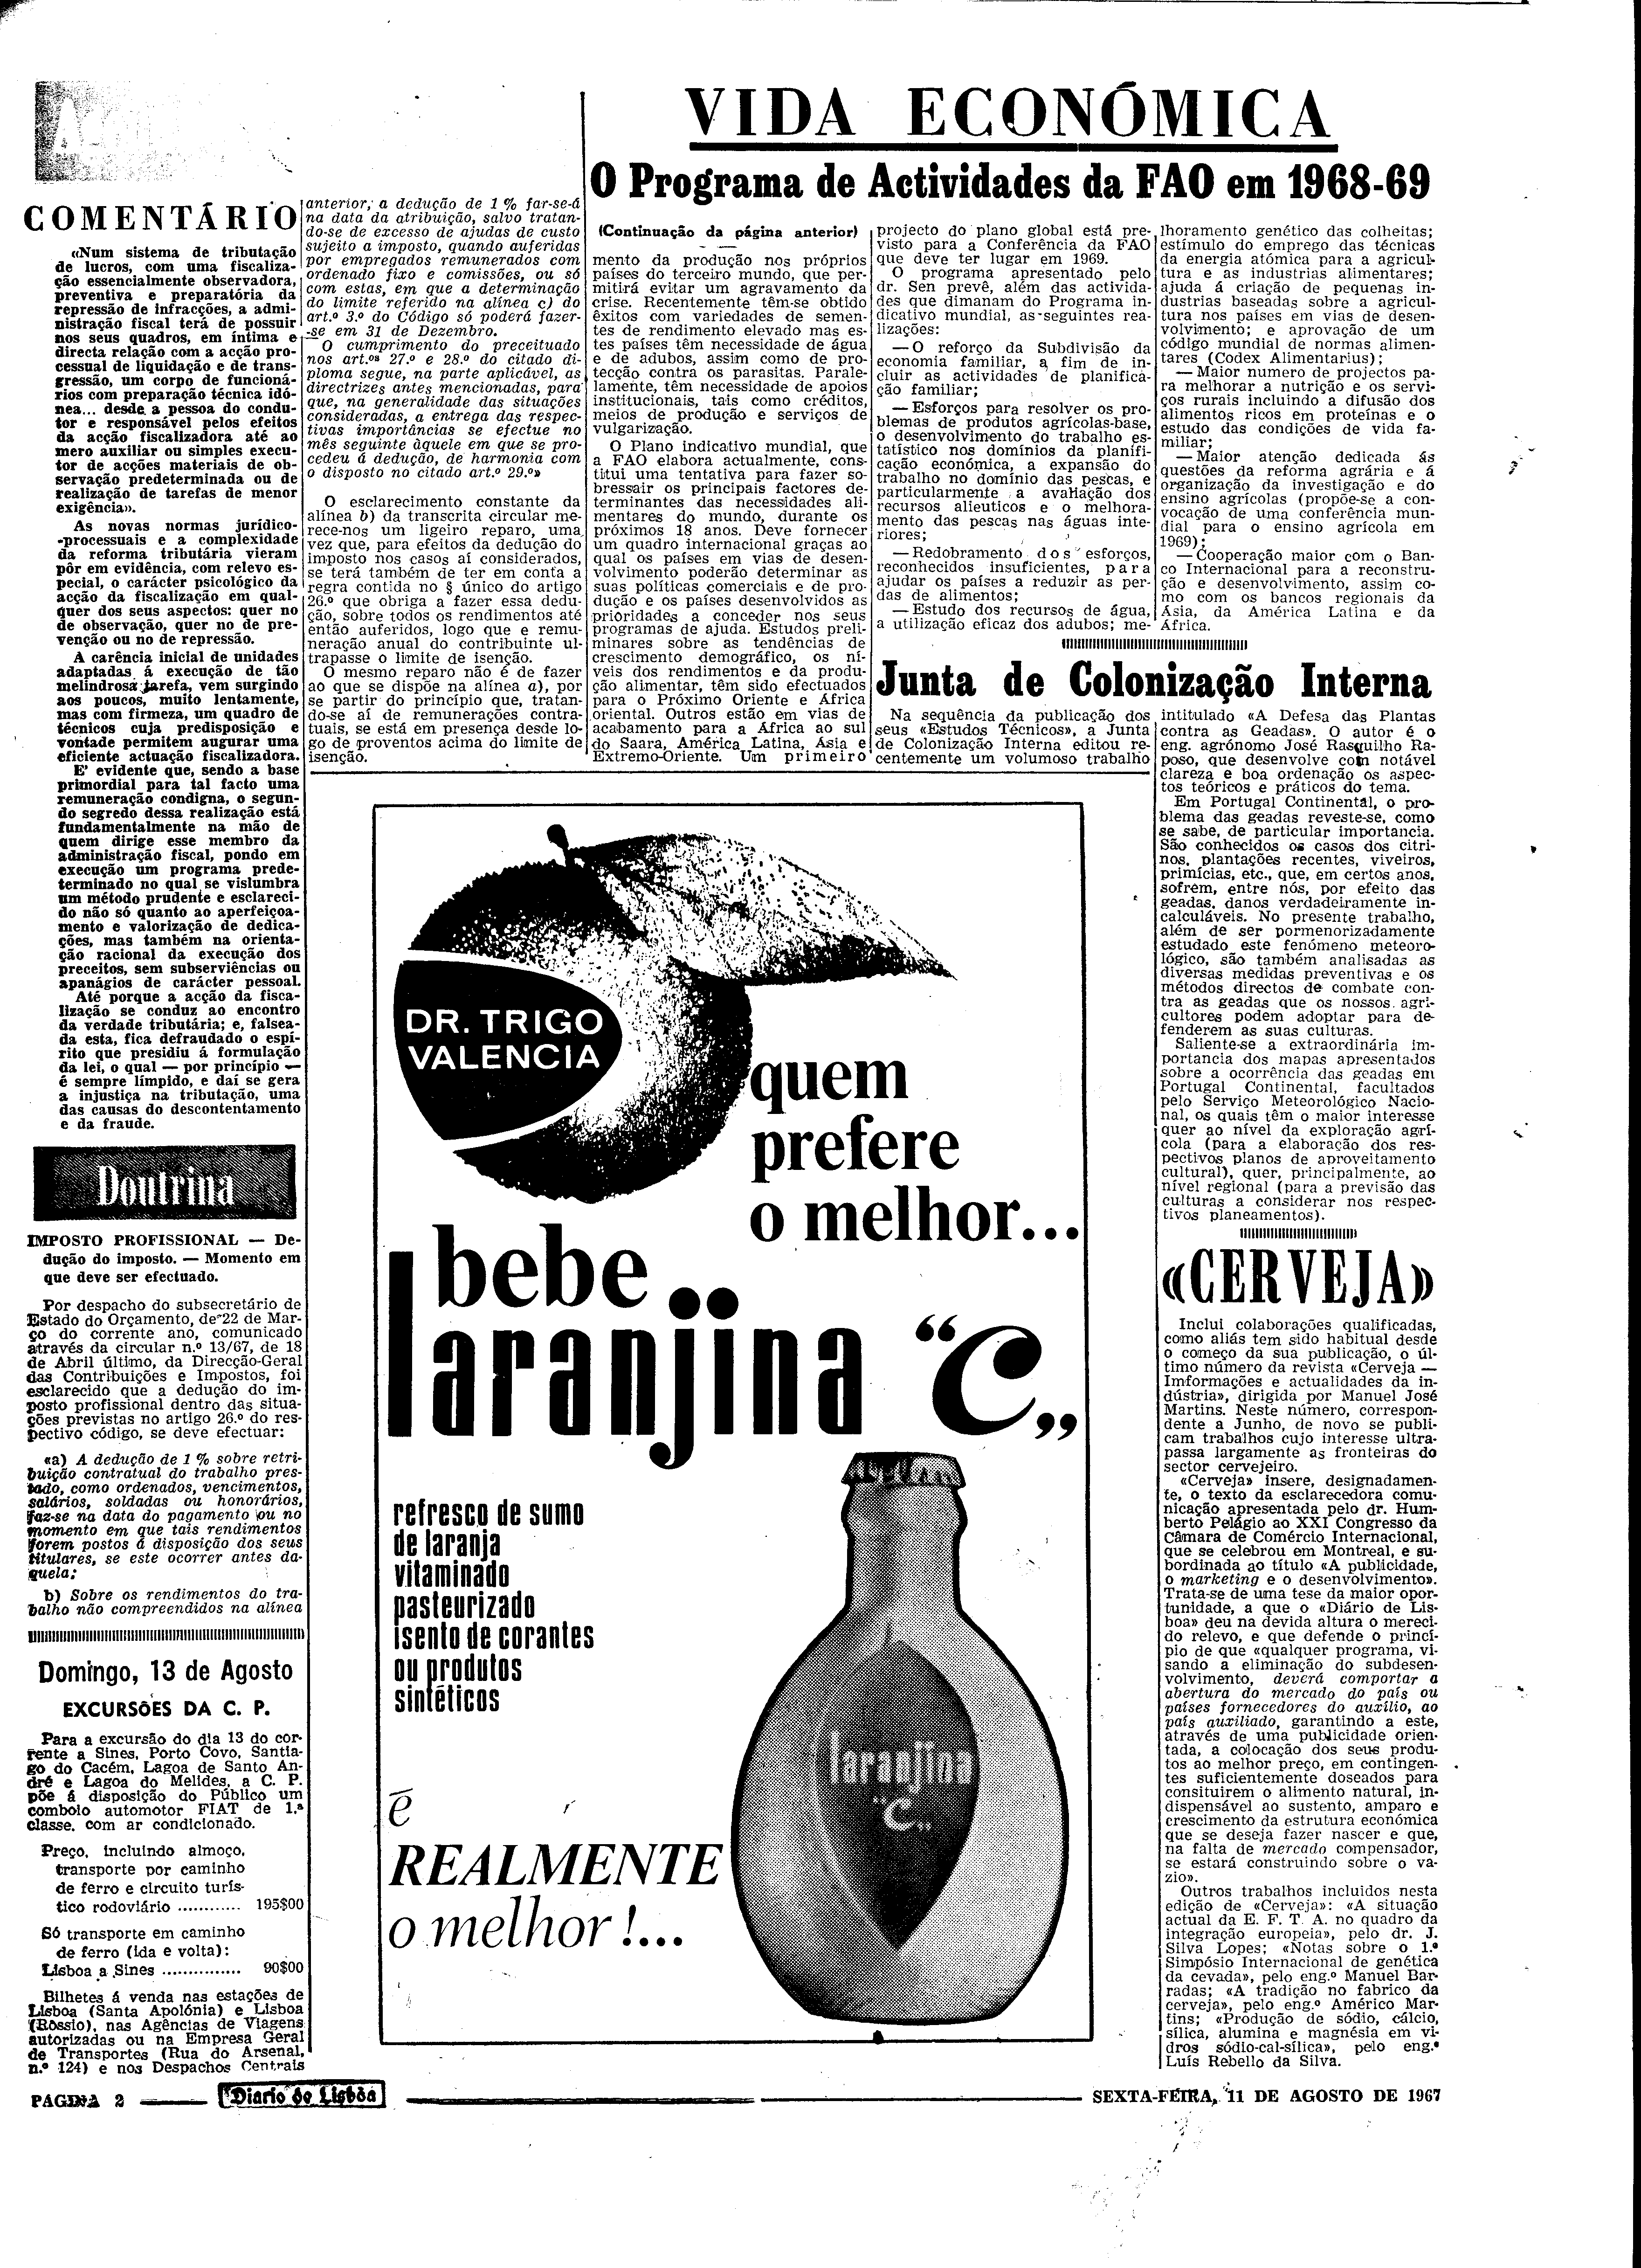 VIDA ECONÓMICA
O Programa de Actividades da FAO em 1968-69
COMENTÁRIO
«Num sistema de tributação
de lucros, com uma fiscaliza-
ção essencialmente observadora,
preventiva e preparatória da
repressão de infracções, a admi-
nistração fiscal terá de possuir
nos seus quadros, em íntima e
directa relação com a acção pro-
cessual de liquidação e de trans-
gressão, um corpo de funcioná-
rios com preparação técnica idó-
nea... desde a pessoa do condu-
tor e responsável pelos efeitos
da acção fiscalizadora até ao
mero auxiliar ou simples execu-
tor de acções materiais de ob-
servação predeterminada ou de
realização de tarefas de menor
exigência».
As novas normas jurídico-
-processuais e a complexidade
da reforma tributária vieram
pôr em evidência, com relevo es-
pecial, o carácter psicológico da
acção da fiscalização em qual-
quer dos seus aspectos: quer no
de observação, quer no de pre-
venção ou no de repressão.
A carência inicial de unidades
adaptadas á execução de tão
melindrosa tarefa, vem surgindo
aos poucos, muito lentamente,
mas com firmeza, um quadro de
técnicos cuja predisposição e
vontade permitem augurar uma
eficiente actuação fiscalizadora.
E' evidente que, sendo a base
primordial para tal facto uma
remuneração condigna, o segun-
do segredo dessa realização está
fundamentalmente na mão de
quem dirige esse membro da
administração fiscal, pondo em
execução um programa prede-
terminado no qual se vislumbra
um método prudente e esclareci-
do não só quanto ao aperfeiçoa-
mento e valorização de dedica-
ções, mas também na orienta-
ção racional da execução dos
preceitos, sem subserviências ou
apanágios de carácter pessoal.
Até porque a acção da fisca-
lização se conduz ao encontro
da verdade tributária; e, falsea-
da esta, fica defraudado o espí-
rito que presidiu á formulação
da lei, o qual — por princípio —
é sempre límpido, e daí se gera
a injustiça na tributação, uma
das causas do descontentamento
e da fraude.
Doutrina
IMPOSTO PROFISSIONAL — De-
dução do imposto. — Momento em
que deve ser efectuado.
Por despacho do subsecretário de
Estado do Orçamento, de 22 de Mar-
ço do corrente ano, comunicado
através da circular n.º 13/67, de 18
de Abril último, da Direcção-Geral
das Contribuições e Impostos, foi
esclarecido que a dedução do im-
posto profissional dentro das situa-
ções previstas no artigo 26.º do res-
pectivo código, se deve efectuar:
«a) A dedução de 1 % sobre retri-
buição contratual do trabalho pres-
tado, como ordenados, vencimentos,
salários, soldadas ou honorários,
faz-se na data do pagamento ou no
momento em que tais rendimentos
forem postos á disposição dos seus
titulares, se este ocorrer antes da-
quela;
b) Sobre os rendimentos do tra-
balho não compreendidos na alínea
anterior, a dedução de 1 % far-se-á
na data da atribuição, salvo tratan-
do-se de excesso de ajudas de custo
sujeito a imposto, quando auferidas
por empregados remunerados com
ordenado fixo e comissões, ou só
com estas, em que a determinação
do limite referido na alínea c) do
art.º 3.º do Código só poderá fazer-
-se em 31 de Dezembro.
O cumprimento do preceituado
nos art.os 27.º e 28.º do citado di-
ploma segue, na parte aplicável, as
directrizes antes mencionadas, para
que, na generalidade das situações
consideradas, a entrega das respec-
tivas importâncias se efectue no
mês seguinte àquele em que se pro-
cedeu á dedução, de harmonia com
o disposto no citado art.º 29.º»
O esclarecimento constante da
alínea b) da transcrita circular me-
rece-nos um ligeiro reparo, uma
vez que, para efeitos da dedução do
imposto nos casos aí considerados,
se terá também de ter em conta a
regra contida no § único do artigo
26.º que obriga a fazer essa dedu-
ção, sobre todos os rendimentos até
então auferidos, logo que e remu-
neração anual do contribuinte ul-
trapasse o limite de isenção.
O mesmo reparo não é de fazer
ao que se dispõe na alínea a), por
se partir do princípio que, tratan-
do-se aí de remunerações contra-
tuais, se está em presença desde lo-
go de proventos acima do limite de
isenção.
Domingo, 13 de Agosto
EXCURSÕES DA C. P.
Para a excursão do dia 13 do cor-
rente a Sines, Porto Covo, Santia-
go do Cacém, Lagoa de Santo An-
dré e Lagoa do Melides, a C. P.
põe á disposição do Público um
comboio automotor FIAT de 1.ª
classe, com ar condicionado.
Preço, incluindo almoço,
transporte por caminho
de ferro e circuito turís-
tico rodoviário ............ 195$00
Só transporte em caminho
de ferro (ida e volta):
Lisboa a Sines ............... 90$00
Bilhetes á venda nas estações de
Lisboa (Santa Apolónia) e Lisboa
(Rossio), nas Agências de Viagens
autorizadas ou na Empresa Geral
de Transportes (Rua do Arsenal,
n.º 124) e nos Despachos Centrais
(Continuação da página anterior)
mento da produção nos próprios
países do terceiro mundo, que per-
mitirá evitar um agravamento da
crise. Recentemente têm-se obtido
êxitos com variedades de semen-
tes de rendimento elevado mas es-
tes países têm necessidade de água
e de adubos, assim como de pro-
tecção contra os parasitas. Parale-
lamente, têm necessidade de apoios
institucionais, tais como créditos,
meios de produção e serviços de
vulgarização.
O Plano indicativo mundial, que
a FAO elabora actualmente, cons-
titui uma tentativa para fazer so-
bressair os principais factores de-
terminantes das necessidades ali-
mentares do mundo, durante os
próximos 18 anos. Deve fornecer
um quadro internacional graças ao
qual os países em vias de desen-
volvimento poderão determinar as
suas políticas comerciais e de pro-
dução e os países desenvolvidos as
prioridades a conceder nos seus
programas de ajuda. Estudos preli-
minares sobre as tendências de
crescimento demográfico, os ní-
veis dos rendimentos e da produ-
ção alimentar, têm sido efectuados
para o Próximo Oriente e África
oriental. Outros estão em vias de
acabamento para a África ao sul
do Saara, América Latina, Ásia e
Extremo-Oriente. Um primeiro
projecto do plano global está pre-
visto para a Conferência da FAO
que deve ter lugar em 1969.
O programa apresentado pelo
dr. Sen prevê, além das activida-
des que dimanam do Programa in-
dicativo mundial, as seguintes rea-
lizações:
— O reforço da Subdivisão da
economia familiar, a fim de in-
cluir as actividades de planifica-
ção familiar;
— Esforços para resolver os pro-
blemas de produtos agrícolas-base,
o desenvolvimento do trabalho es-
tatístico nos domínios da planifi-
cação económica, a expansão do
trabalho no domínio das pescas, e
particularmente a avaliação dos
recursos alieuticos e o melhora-
mento das pescas nas águas inte-
riores;
— Redobramento dos esforços,
reconhecidos insuficientes, para
ajudar os países a reduzir as per-
das de alimentos;
— Estudo dos recursos de água,
a utilização eficaz dos adubos; me-
lhoramento genético das colheitas;
estímulo do emprego das técnicas
da energia atómica para a agricul-
tura e as industrias alimentares;
ajuda á criação de pequenas in-
dustrias baseadas sobre a agricul-
tura nos países em vias de desen-
volvimento; e aprovação de um
código mundial de normas alimen-
tares (Codex Alimentarius);
— Maior numero de projectos pa-
ra melhorar a nutrição e os servi-
ços rurais incluindo a difusão dos
alimentos ricos em proteínas e o
estudo das condições de vida fa-
miliar;
— Maior atenção dedicada ás
questões da reforma agrária e á
organização da investigação e do
ensino agrícolas (propõe-se a con-
vocação de uma conferência mun-
dial para o ensino agrícola em
1969);
— Cooperação maior com o Ban-
co Internacional para a reconstru-
ção e desenvolvimento, assim co-
mo com os bancos regionais da
Ásia, da América Latina e da
África.
Junta de Colonização Interna
Na sequência da publicação dos
seus «Estudos Técnicos», a Junta
de Colonização Interna editou re-
centemente um volumoso trabalho
intitulado «A Defesa das Plantas
contra as Geadas». O autor é o
eng. agrónomo José Rasquilho Ra-
poso, que desenvolve com notável
clareza e boa ordenação os aspec-
tos teóricos e práticos do tema.
Em Portugal Continental, o pro-
blema das geadas reveste-se, como
se sabe, de particular importancia.
São conhecidos os casos dos citri-
nos, plantações recentes, viveiros,
primícias, etc., que, em certos anos,
sofrem, entre nós, por efeito das
geadas, danos verdadeiramente in-
calculáveis. No presente trabalho,
além de ser pormenorizadamente
estudado este fenómeno meteoro-
lógico, são também analisadas as
diversas medidas preventivas e os
métodos directos de combate con-
tra as geadas que os nossos agri-
cultores podem adoptar para de-
fenderem as suas culturas.
Saliente-se a extraordinária im-
portancia dos mapas apresentados
sobre a ocorrência das geadas em
Portugal Continental, facultados
pelo Serviço Meteorológico Nacio-
nal, os quais têm o maior interesse
quer ao nível da exploração agrí-
cola (para a elaboração dos res-
pectivos planos de aproveitamento
cultural), quer, principalmente, ao
nível regional (para a previsão das
culturas a considerar nos respec-
tivos planeamentos).
«CERVEJA»
Inclui colaborações qualificadas,
como aliás tem sido habitual desde
o começo da sua publicação, o úl-
timo número da revista «Cerveja —
Imformações e actualidades da in-
dústria», dirigida por Manuel José
Martins. Neste número, correspon-
dente a Junho, de novo se publi-
cam trabalhos cujo interesse ultra-
passa largamente as fronteiras do
sector cervejeiro.
«Cerveja» insere, designadamen-
te, o texto da esclarecedora comu-
nicação apresentada pelo dr. Hum-
berto Pelágio ao XXI Congresso da
Câmara de Comércio Internacional,
que se celebrou em Montreal, e su-
bordinada ao título «A publicidade,
o marketing e o desenvolvimento».
Trata-se de uma tese da maior opor-
tunidade, a que o «Diário de Lis-
boa» deu na devida altura o mereci-
do relevo, e que defende o princí-
pio de que «qualquer programa, vi-
sando a eliminação do subdesen-
volvimento, deverá comportar a
abertura do mercado do país ou
países fornecedores do auxílio, ao
país auxiliado, garantindo a este,
através de uma publicidade orien-
tada, a colocação dos seus produ-
tos ao melhor preço, em contingen-
tes suficientemente doseados para
consituirem o alimento natural, in-
dispensável ao sustento, amparo e
crescimento da estrutura económica
que se deseja fazer nascer e que,
na falta de mercado compensador,
se estará construindo sobre o va-
zio».
Outros trabalhos incluidos nesta
edição de «Cerveja»: «A situação
actual da E. F. T. A. no quadro da
integração europeia», pelo dr. J.
Silva Lopes; «Notas sobre o 1.º
Simpósio Internacional de genética
da cevada», pelo eng.º Manuel Bar-
radas; «A tradição no fabrico da
cerveja», pelo eng.º Américo Mar-
tins; «Produção de sódio, cálcio,
sílica, alumina e magnésia em vi-
dros sódio-cal-sílica», pelo eng.º
Luís Rebello da Silva.
DR. TRIGO
VALENCIA
quem
prefere
o melhor...
bebe
laranjina "C"
refresco de sumo
de laranja
vitaminado
pasteurizado
isento de corantes
ou produtos
sintéticos
laranjina
"C"
é
REALMENTE
o melhor!...
PAGINA 2
Diario de Lisbôa
SEXTA-FEIRA, 11 DE AGOSTO DE 1967